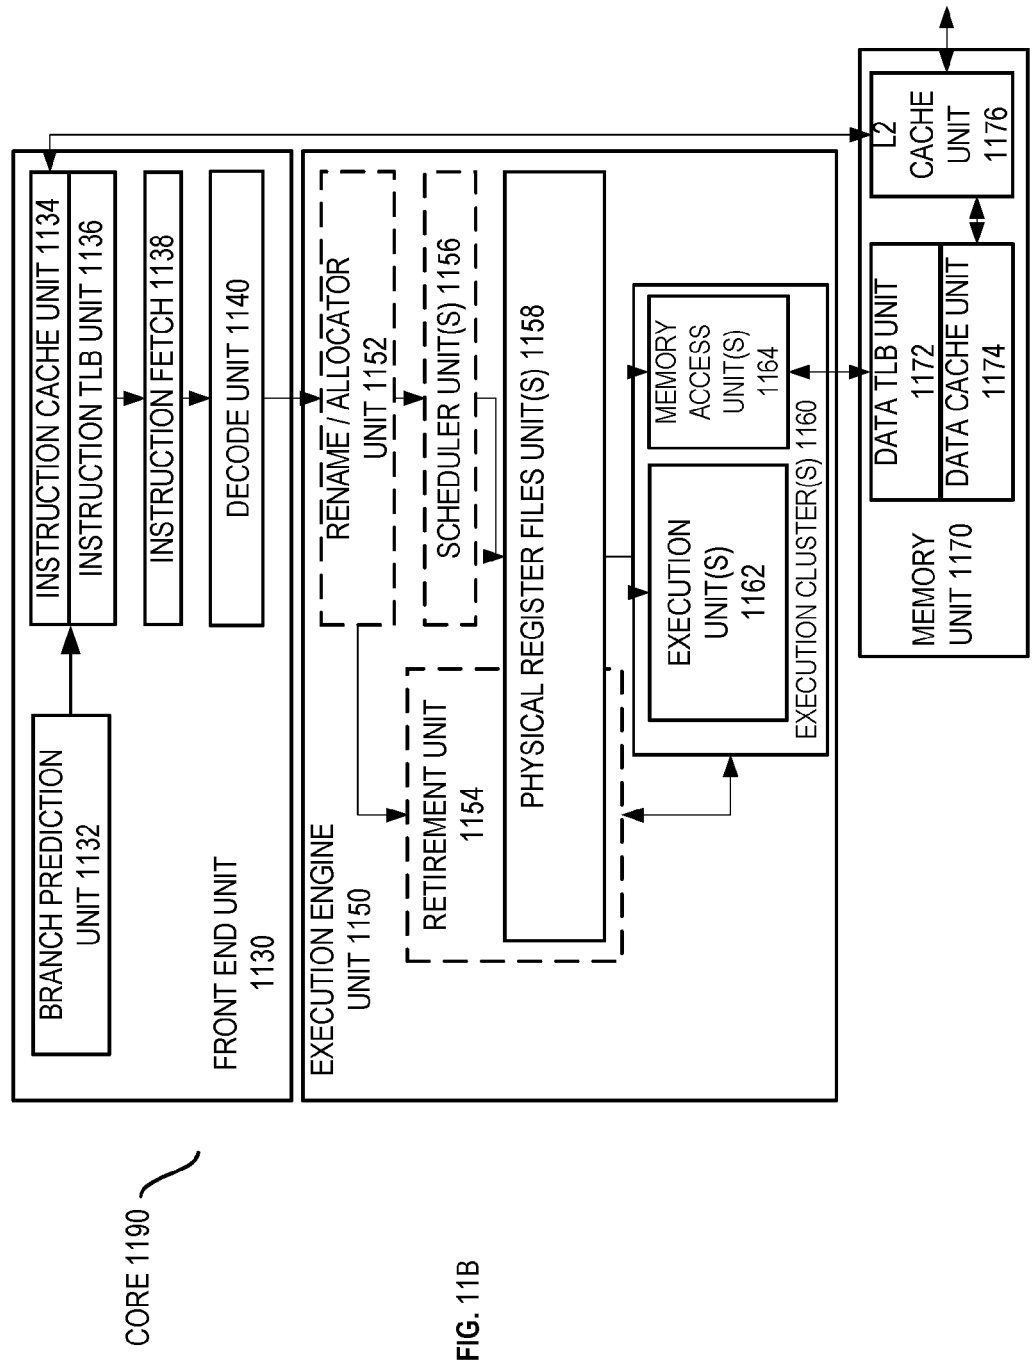 CORE 1190
BRANCH PREDICTION
UNIT 1132
INSTRUCTION CACHE UNIT 1134
INSTRUCTION TLB UNIT 1136
INSTRUCTION FETCH 1138
DECODE UNIT 1140
FRONT END UNIT
1130
EXECUTION ENGINE
UNIT 1150
RENAME / ALLOCATOR
UNIT 1152
SCHEDULER UNIT(S) 1156
RETIREMENT UNIT
1154
PHYSICAL REGISTER FILES UNIT(S) 1158
EXECUTION
UNIT(S)
1162
MEMORY
ACCESS
UNIT(S)
1164
EXECUTION CLUSTER(S) 1160
MEMORY
UNIT 1170
DATA TLB UNIT
1172
DATA CACHE UNIT
1174
L2
CACHE
UNIT
1176
FIG. 11B